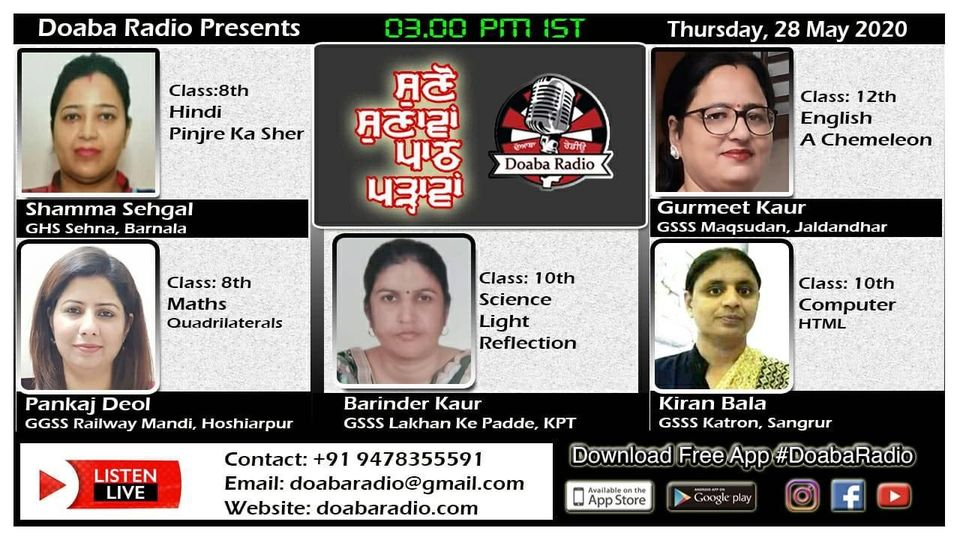 Doaba Radio Presents
03.00 PM IST
Thursday, 28 May 2020
Class:8th
Hindi
Pinjre Ka Sher
Shamma Sehgal
GHS Sehna, Barnala
ਸੁਣੋ
ਸੁਣਾਵਾਂ
ਪਾਠ
ਪੜ੍ਹਾਵਾਂ
ਦੋਆਬਾ ਰੇਡੀਓ
Doaba Radio
Class: 12th
English
A Chemeleon
Gurmeet Kaur
GSSS Maqsudan, Jaldandhar
Class: 8th
Maths
Quadrilaterals
Pankaj Deol
GGSS Railway Mandi, Hoshiarpur
Class: 10th
Science
Light
Reflection
Barinder Kaur
GSSS Lakhan Ke Padde, KPT
Class: 10th
Computer
HTML
Kiran Bala
GSSS Katron, Sangrur
LISTEN
LIVE
Contact: +91 9478355591
Email: doabaradio@gmail.com
Website: doabaradio.com
Download Free App #DoabaRadio
Available on the
App Store
ANDROID APP ON
Google play